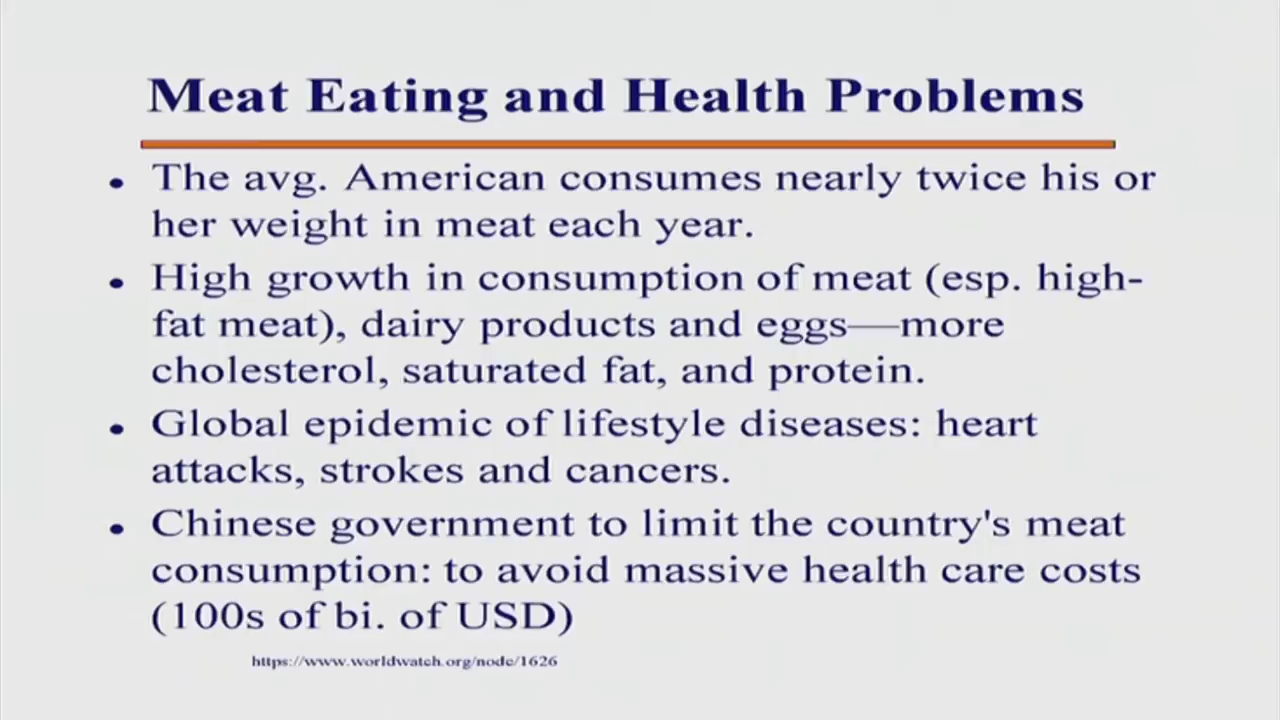 Meat Eating and Health Problems
• The avg. American consumes nearly twice his or
her weight in meat each year.
• High growth in consumption of meat (esp. high-
fat meat), dairy products and eggs—more
cholesterol, saturated fat, and protein.
• Global epidemic of lifestyle diseases: heart
attacks, strokes and cancers.
• Chinese government to limit the country's meat
consumption: to avoid massive health care costs
(100s of bi. of USD)
https://www.worldwatch.org/node/1626